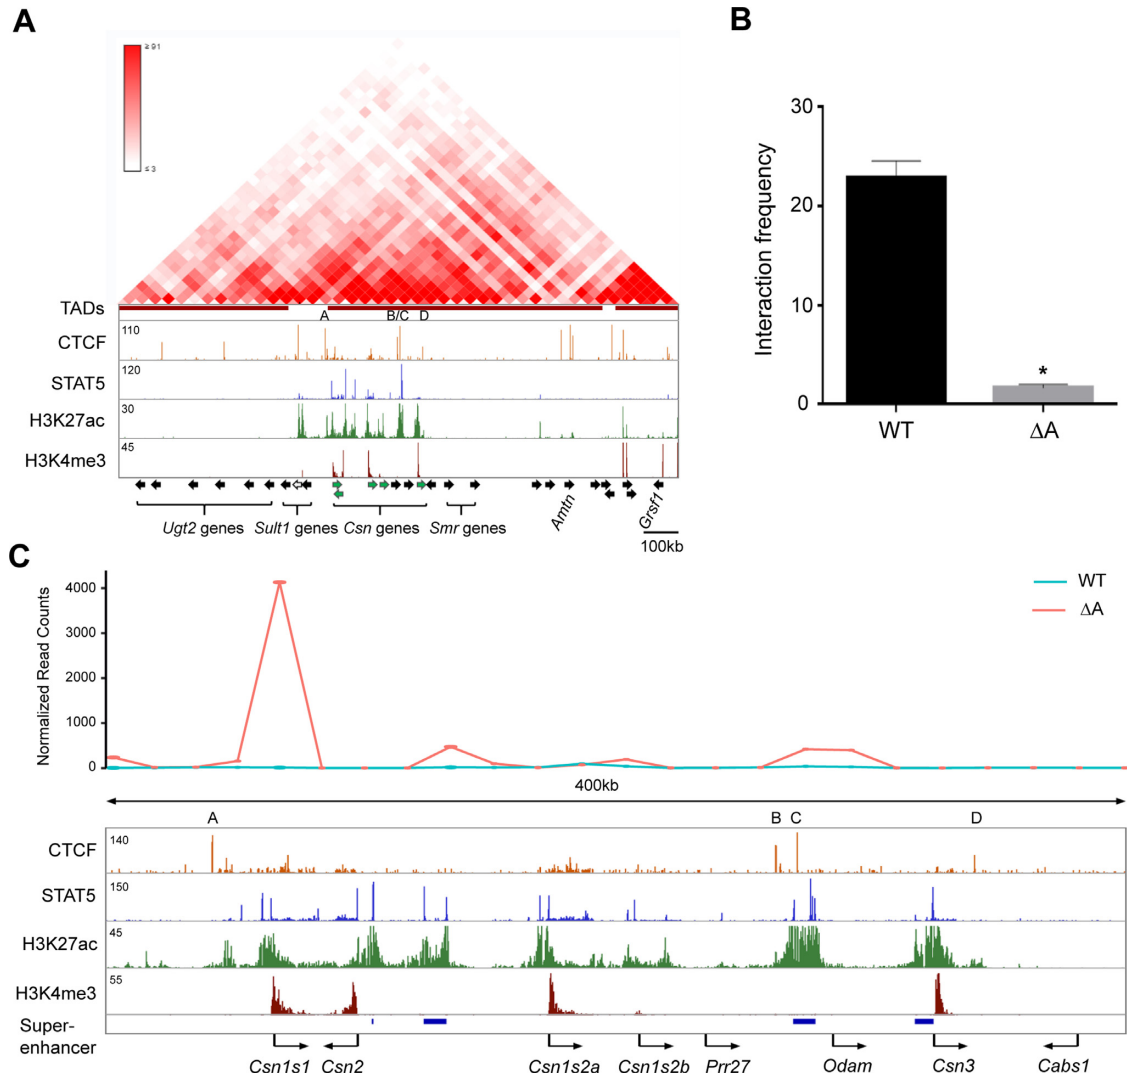 A
≥91
≤3
TADs
A B/C D
CTCF 110
STAT5 120
H3K27ac 30
H3K4me3 45
Ugt2 genes Sult1 genes Csn genes Smr genes Amtn Grsf1
100kb
B
Interaction frequency
30
20
10
0
*
WT ΔA
C
Normalized Read Counts
4000
3000
2000
1000
0
WT
ΔA
400kb
A B C D
CTCF 140
STAT5 150
H3K27ac 45
H3K4me3 55
Super-
enhancer
Csn1s1 Csn2 Csn1s2a Csn1s2b Prr27 Odam Csn3 Cabs1